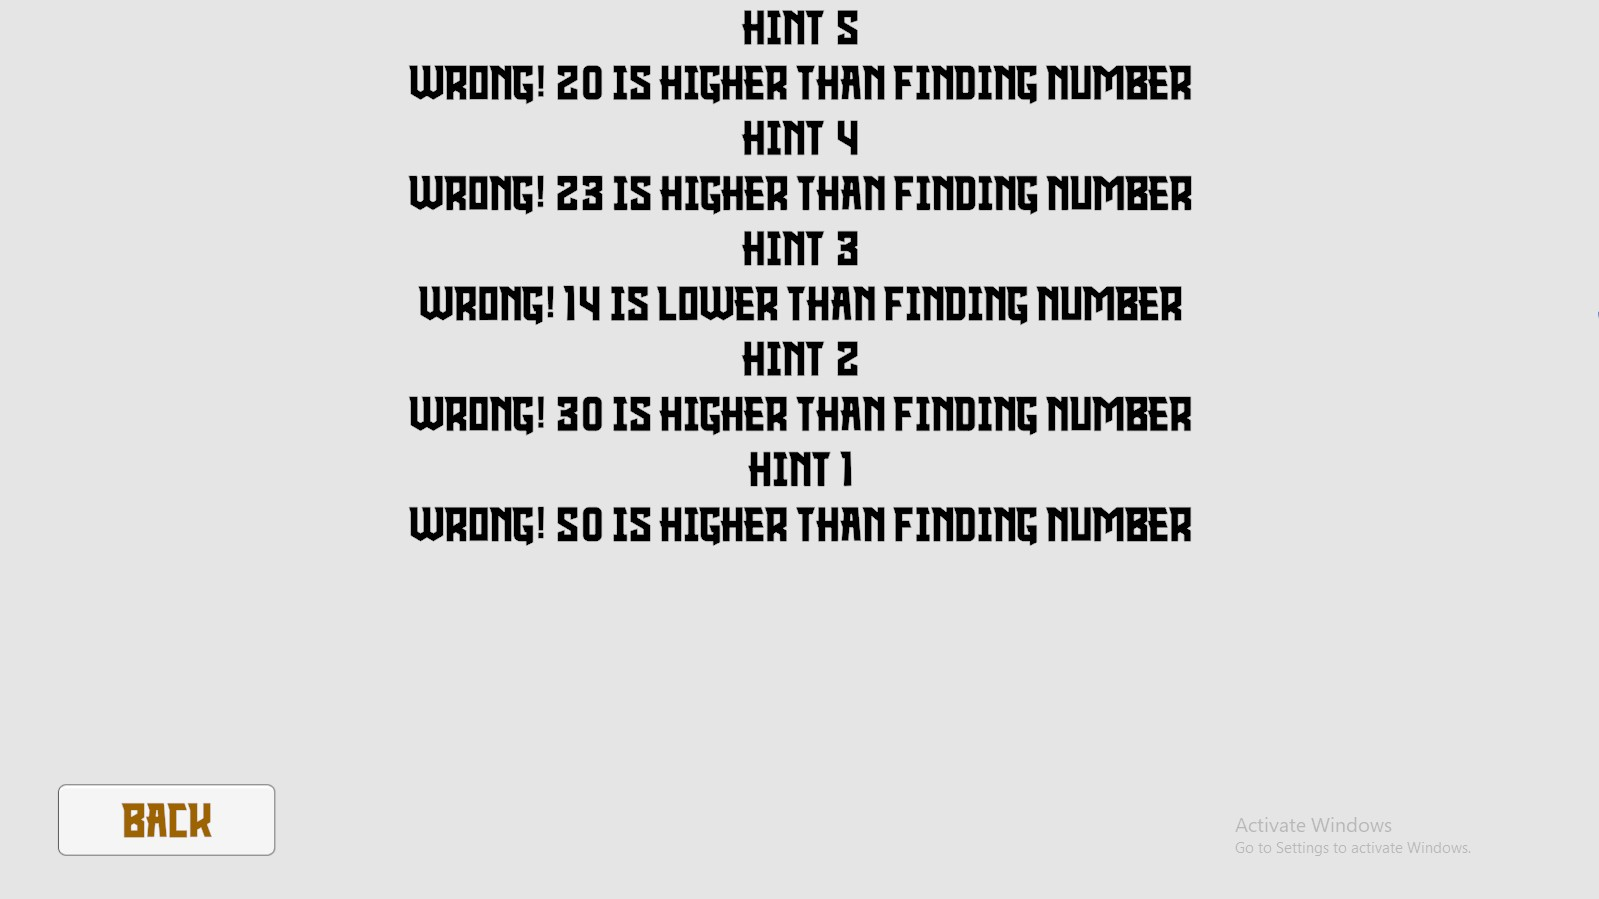 HINT 5
WRONG! 20 IS HIGHER THAN FINDING NUMBER
HINT 4
WRONG! 23 IS HIGHER THAN FINDING NUMBER
HINT 3
WRONG! 14 IS LOWER THAN FINDING NUMBER
HINT 2
WRONG! 30 IS HIGHER THAN FINDING NUMBER
HINT 1
WRONG! 50 IS HIGHER THAN FINDING NUMBER
BACK
Activate Windows
Go to Settings to activate Windows.